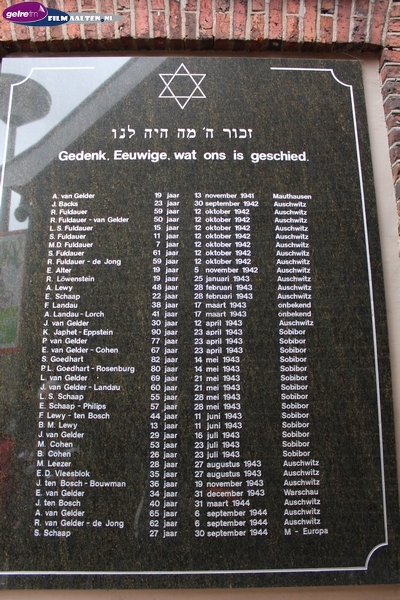 gelre fm FILMAALTEN.NL
זכור ה׳ מה היה לנו
Gedenk, Eeuwige, wat ons is geschied.
A. van Gelder 19 jaar 13 november 1941 Mauthausen
J. Backs 23 jaar 30 september 1942 Auschwitz
R. Fuldauer 59 jaar 12 oktober 1942 Auschwitz
R. Fuldauer - van Gelder 50 jaar 12 oktober 1942 Auschwitz
L.S. Fuldauer 15 jaar 12 oktober 1942 Auschwitz
S. Fuldauer 11 jaar 12 oktober 1942 Auschwitz
M.D. Fuldauer 7 jaar 12 oktober 1942 Auschwitz
S. Fuldauer 61 jaar 12 oktober 1942 Auschwitz
R. Fuldauer - de Jong 59 jaar 12 oktober 1942 Auschwitz
E. Alter 19 jaar 5 november 1942 Auschwitz
R. Löwenstein 19 jaar 25 januari 1943 Auschwitz
A. Lewy 48 jaar 28 februari 1943 Auschwitz
E. Schaap 22 jaar 28 februari 1943 Auschwitz
F. Landau 38 jaar 17 maart 1943 onbekend
A. Landau - Lorch 41 jaar 17 maart 1943 onbekend
J. van Gelder 30 jaar 12 april 1943 Auschwitz
K. Japhet - Eppstein 90 jaar 23 april 1943 Sobibor
P. van Gelder 77 jaar 23 april 1943 Sobibor
E. van Gelder - Cohen 67 jaar 23 april 1943 Sobibor
S. Goedhart 82 jaar 14 mei 1943 Sobibor
P.L. Goedhart - Rosenburg 80 jaar 14 mei 1943 Sobibor
L. van Gelder 69 jaar 21 mei 1943 Sobibor
J. van Gelder - Landau 60 jaar 21 mei 1943 Sobibor
L. S. Schaap 55 jaar 28 mei 1943 Sobibor
E. Schaap - Philips 57 jaar 28 mei 1943 Sobibor
F. Lewy - ten Bosch 44 jaar 11 juni 1943 Sobibor
B. M. Lewy 13 jaar 11 juni 1943 Sobibor
J. van Gelder 29 jaar 16 juli 1943 Sobibor
M. Cohen 53 jaar 23 juli 1943 Sobibor
B. Cohen 26 jaar 23 juli 1943 Sobibor
M. Leezer 28 jaar 27 augustus 1943 Auschwitz
E.D. Vleesblok 35 jaar 27 augustus 1943 Auschwitz
J. ten Bosch - Bouwman 36 jaar 19 november 1943 Auschwitz
E. van Gelder 34 jaar 31 december 1943 Warschau
J. ten Bosch 40 jaar 31 maart 1944 Auschwitz
A. van Gelder 65 jaar 6 september 1944 Auschwitz
R. van Gelder - de Jong 62 jaar 6 september 1944 Auschwitz
S. Schaap 27 jaar 30 september 1944 M - Europa